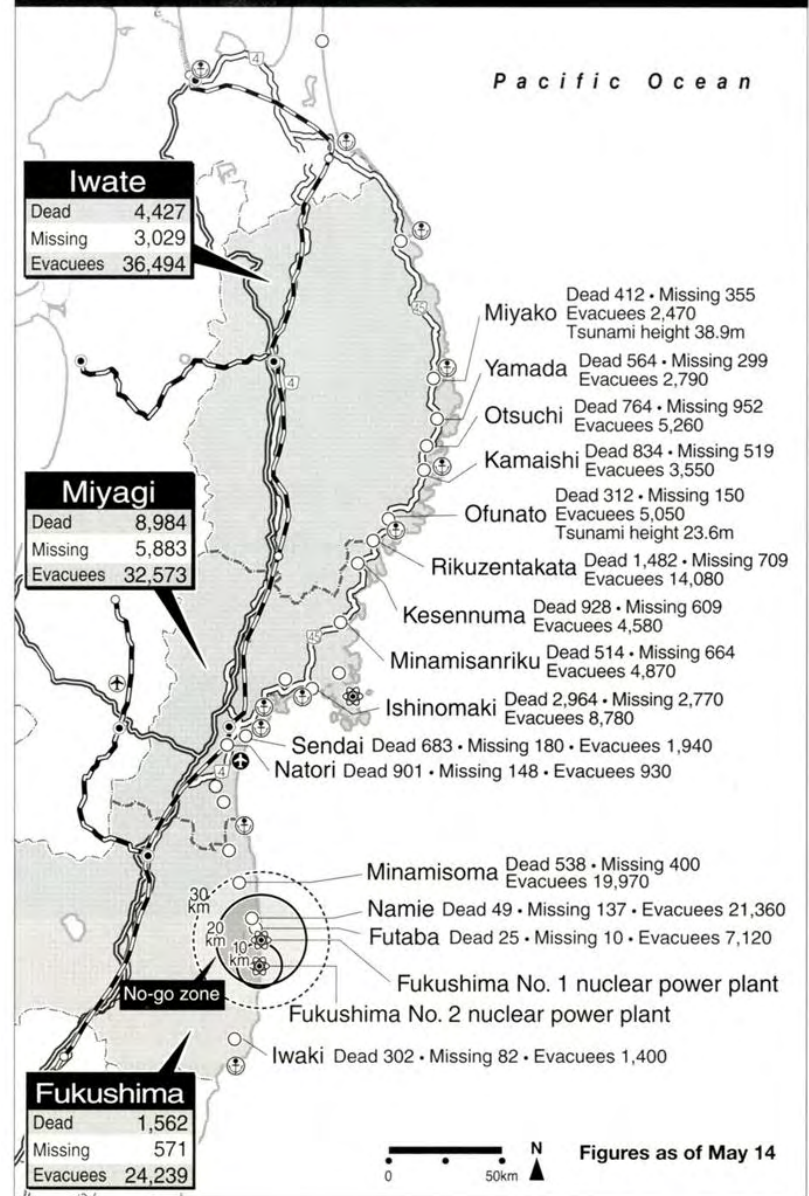 Pacific Ocean
4
Iwate
Dead 4,427
Missing 3,029
Evacuees 36,494
45
4
Miyako Dead 412 • Missing 355
Evacuees 2,470
Tsunami height 38.9m
Yamada Dead 564 • Missing 299
Evacuees 2,790
Otsuchi Dead 764 • Missing 952
Evacuees 5,260
Kamaishi Dead 834 • Missing 519
Evacuees 3,550
Ofunato Dead 312 • Missing 150
Evacuees 5,050
Tsunami height 23.6m
Rikuzentakata Dead 1,482 • Missing 709
Evacuees 14,080
Miyagi
Dead 8,984
Missing 5,883
Evacuees 32,573
Kesennuma Dead 928 • Missing 609
Evacuees 4,580
45
Minamisanriku Dead 514 • Missing 664
Evacuees 4,870
Ishinomaki Dead 2,964 • Missing 2,770
Evacuees 8,780
Sendai Dead 683 • Missing 180 • Evacuees 1,940
Natori Dead 901 • Missing 148 • Evacuees 930
4
Minamisoma Dead 538 • Missing 400
Evacuees 19,970
30
km
20
km
10
km
Namie Dead 49 • Missing 137 • Evacuees 21,360
Futaba Dead 25 • Missing 10 • Evacuees 7,120
Fukushima No. 1 nuclear power plant
No-go zone
Fukushima No. 2 nuclear power plant
Iwaki Dead 302 • Missing 82 • Evacuees 1,400
Fukushima
Dead 1,562
Missing 571
Evacuees 24,239
0 50km
N
Figures as of May 14